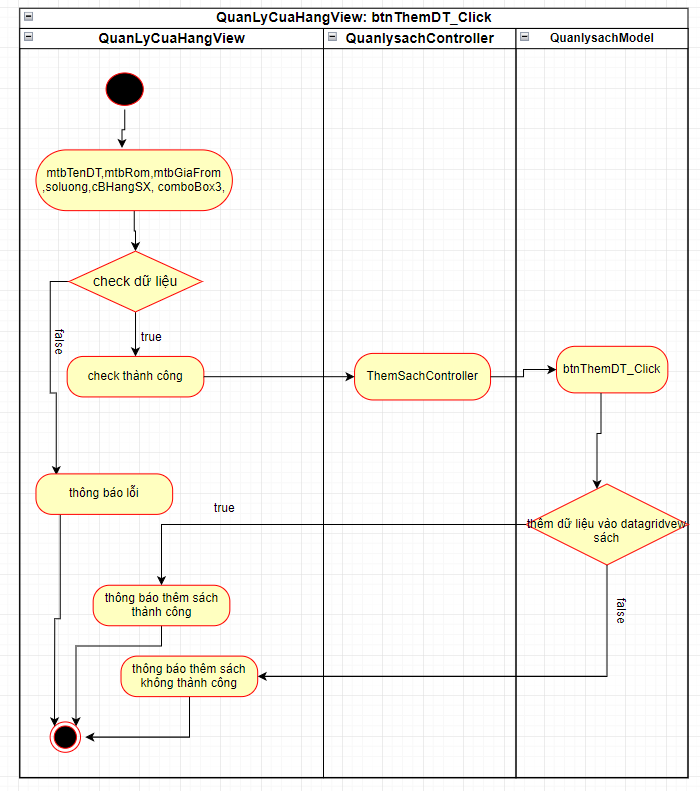 QuanLyCuaHangView: btnThemDT_Click
QuanLyCuaHangView
QuanlysachController
QuanlysachModel
mtbTenDT,mtbRom,mtbGiaFrom
,soluong,cBHangSX, comboBox3,
check dữ liệu
true
false
check thành công
ThemSachController
btnThemDT_Click
thông báo lỗi
true
thêm dữ liệu vào datagridvew
sách
false
thông báo thêm sách
thành công
thông báo thêm sách
không thành công